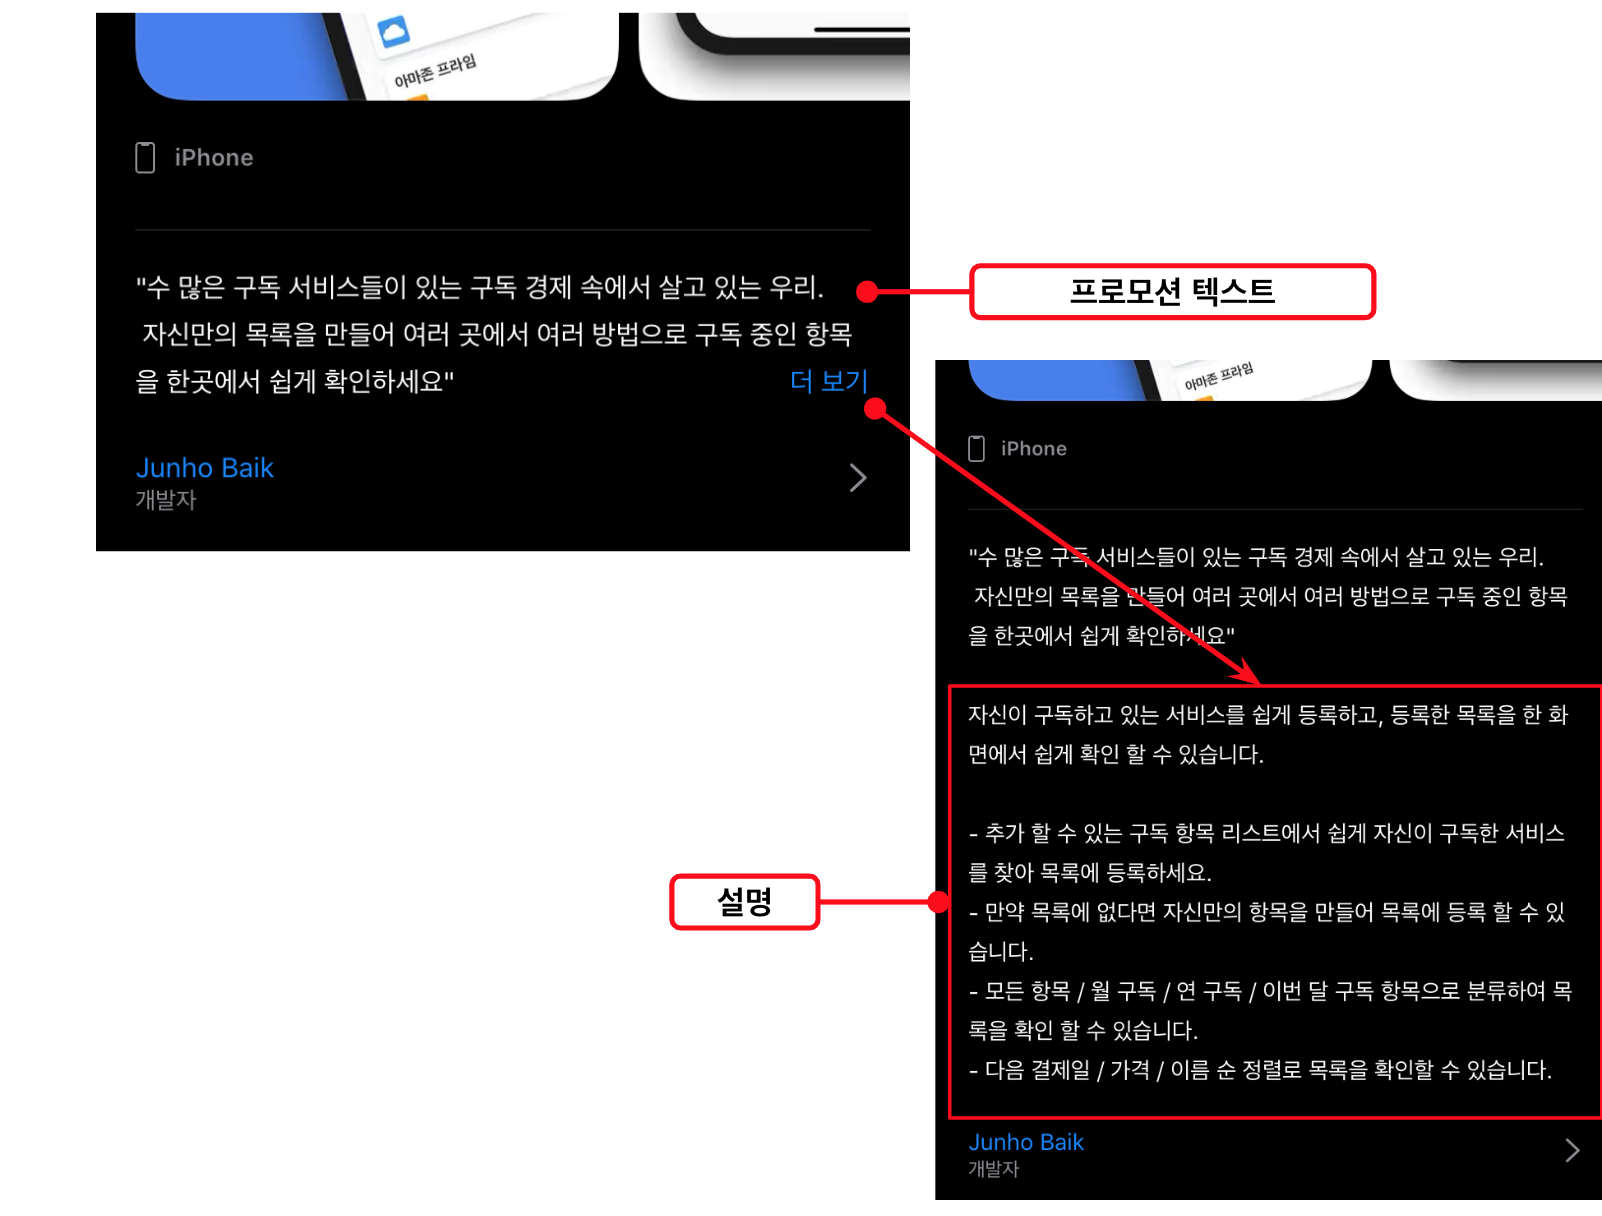 아마존 프라임
iPhone
"수 많은 구독 서비스들이 있는 구독 경제 속에서 살고 있는 우리.
자신만의 목록을 만들어 여러 곳에서 여러 방법으로 구독 중인 항목
을 한곳에서 쉽게 확인하세요"
더 보기
Junho Baik
개발자
프로모션 텍스트
아마존 프라임
iPhone
"수 많은 구독 서비스들이 있는 구독 경제 속에서 살고 있는 우리.
자신만의 목록을 만들어 여러 곳에서 여러 방법으로 구독 중인 항목
을 한곳에서 쉽게 확인하세요"
자신이 구독하고 있는 서비스를 쉽게 등록하고, 등록한 목록을 한 화
면에서 쉽게 확인 할 수 있습니다.
- 추가 할 수 있는 구독 항목 리스트에서 쉽게 자신이 구독한 서비스
를 찾아 목록에 등록하세요.
- 만약 목록에 없다면 자신만의 항목을 만들어 목록에 등록 할 수 있
습니다.
- 모든 항목 / 월 구독 / 연 구독 / 이번 달 구독 항목으로 분류하여 목
록을 확인 할 수 있습니다.
- 다음 결제일 / 가격 / 이름 순 정렬로 목록을 확인할 수 있습니다.
설명
Junho Baik
개발자